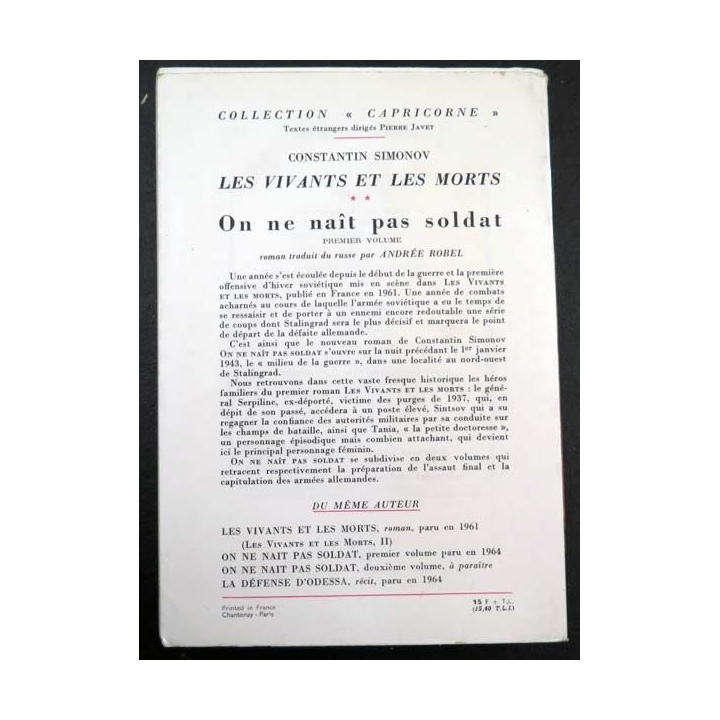 COLLECTION « CAPRICORNE »
Textes étrangers dirigés PIERRE JAVET
CONSTANTIN SIMONOV
LES VIVANTS ET LES MORTS
★ ★
On ne naît pas soldat
PREMIER VOLUME
roman traduit du russe par ANDRÉE ROBEL
Une année s'est écoulée depuis le début de la guerre et la première
offensive d'hiver soviétique mis en scène dans LES VIVANTS
ET LES MORTS, publié en France en 1961. Une année de combats
acharnés au cours de laquelle l'armée soviétique a eu le temps de
se ressaisir et de porter à un ennemi encore redoutable une série
de coups dont Stalingrad sera le plus décisif et marquera le point
de départ de la défaite allemande.
C'est ainsi que le nouveau roman de Constantin Simonov
ON NE NAÎT PAS SOLDAT s'ouvre sur la nuit précédant le 1er janvier
1943, le « milieu de la guerre », dans une localité au nord-ouest
de Stalingrad.
Nous retrouvons dans cette vaste fresque historique les héros
familiers du premier roman LES VIVANTS ET LES MORTS : le géné-
ral Serpiline, ex-déporté, victime des purges de 1937, qui, en
dépit de son passé, accédera à un poste élevé, Sintsov qui a su
regagner la confiance des autorités militaires par sa conduite sur
les champs de bataille, ainsi que Tania, « la petite doctoresse »,
un personnage épisodique mais combien attachant, qui devient
ici le principal personnage féminin.
ON NE NAÎT PAS SOLDAT se subdivise en deux volumes qui
retracent respectivement la préparation de l'assaut final et la
capitulation des armées allemandes.
DU MÊME AUTEUR
LES VIVANTS ET LES MORTS, roman, paru en 1961
(LES VIVANTS ET LES MORTS, II)
ON NE NAIT PAS SOLDAT, premier volume paru en 1964
ON NE NAIT PAS SOLDAT, deuxième volume, à paraître
LA DÉFENSE D'ODESSA, récit, paru en 1964
Printed in France
Chantenay - Paris
15 F + T.L.
(15,40 T.L.I.)